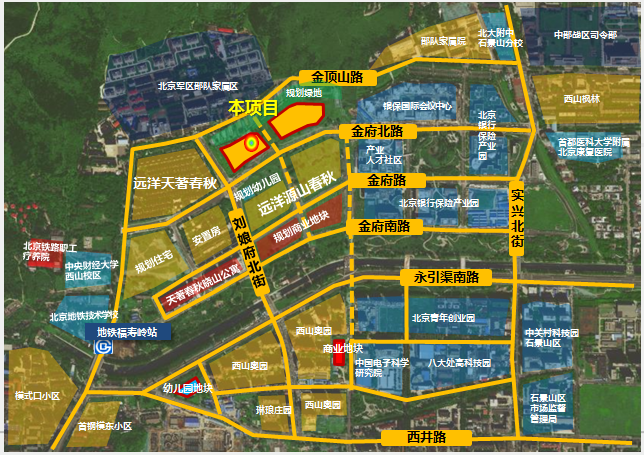 北大附中
石景山分校
中部战区司令部
部队家属院
金顶山路
北京军区部队家属区
规划绿地
本项目
银保国际会议中心
西山枫林
北京
银行
保险
产业
园
金府北路
首都医科大学附属
北京康复医院
产业
人才社区
远洋天著春秋
规划幼儿园
金府路
远洋源山春秋
实兴北街
北京银行保险产业园
刘娘府北街
安置房
规划商业地块
金府南路
北京铁路职工
疗养院
中央财经大学
西山校区
规划住宅
天著春秋晓山公寓
永引渠南路
北京地铁技术学校
地铁福寿岭站
西山奥园
北京青年创业园
中关村科技园
石景山区
商业地块
西山奥园
中国电子科学
研究院
八大处高科技园
幼儿园地块
模式口小区
琳琅庄园
西山奥园
石景山区
市场监督
管理局
首钢模东小区
西井路